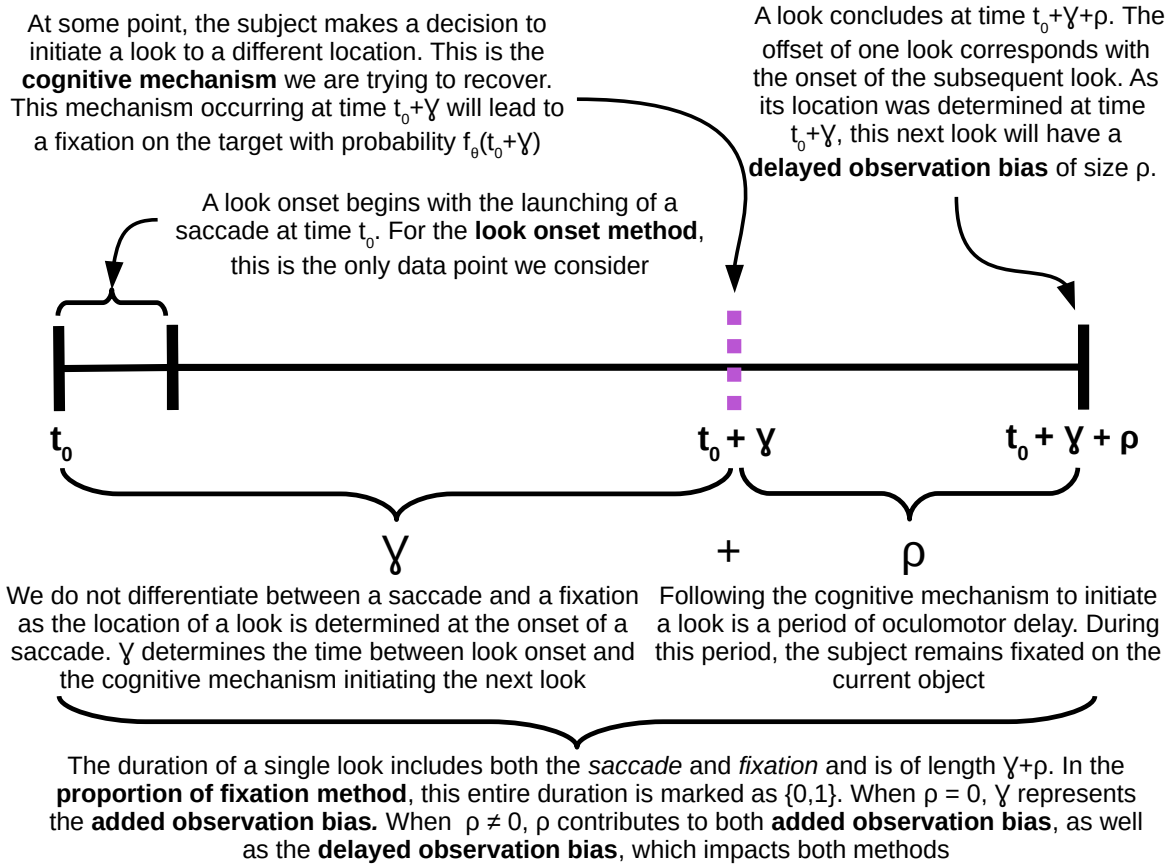 At some point, the subject makes a decision to
initiate a look to a different location. This is the
cognitive mechanism we are trying to recover.
This mechanism occurring at time t₀+Ɣ will lead to
a fixation on the target with probability fθ(t₀+Ɣ)
A look concludes at time t₀+Ɣ+ρ. The
offset of one look corresponds with
the onset of the subsequent look. As
its location was determined at time
t₀+Ɣ, this next look will have a
delayed observation bias of size ρ.
A look onset begins with the launching of a
saccade at time t₀. For the look onset method,
this is the only data point we consider
t₀
t₀ + Ɣ
t₀ + Ɣ + ρ
Ɣ + ρ
We do not differentiate between a saccade and a fixation
as the location of a look is determined at the onset of a
saccade. Ɣ determines the time between look onset and
the cognitive mechanism initiating the next look
Following the cognitive mechanism to initiate
a look is a period of oculomotor delay. During
this period, the subject remains fixated on the
current object
The duration of a single look includes both the saccade and fixation and is of length Ɣ+ρ. In the
proportion of fixation method, this entire duration is marked as {0,1}. When ρ = 0, Ɣ represents
the added observation bias. When ρ ≠ 0, ρ contributes to both added observation bias, as well
as the delayed observation bias, which impacts both methods